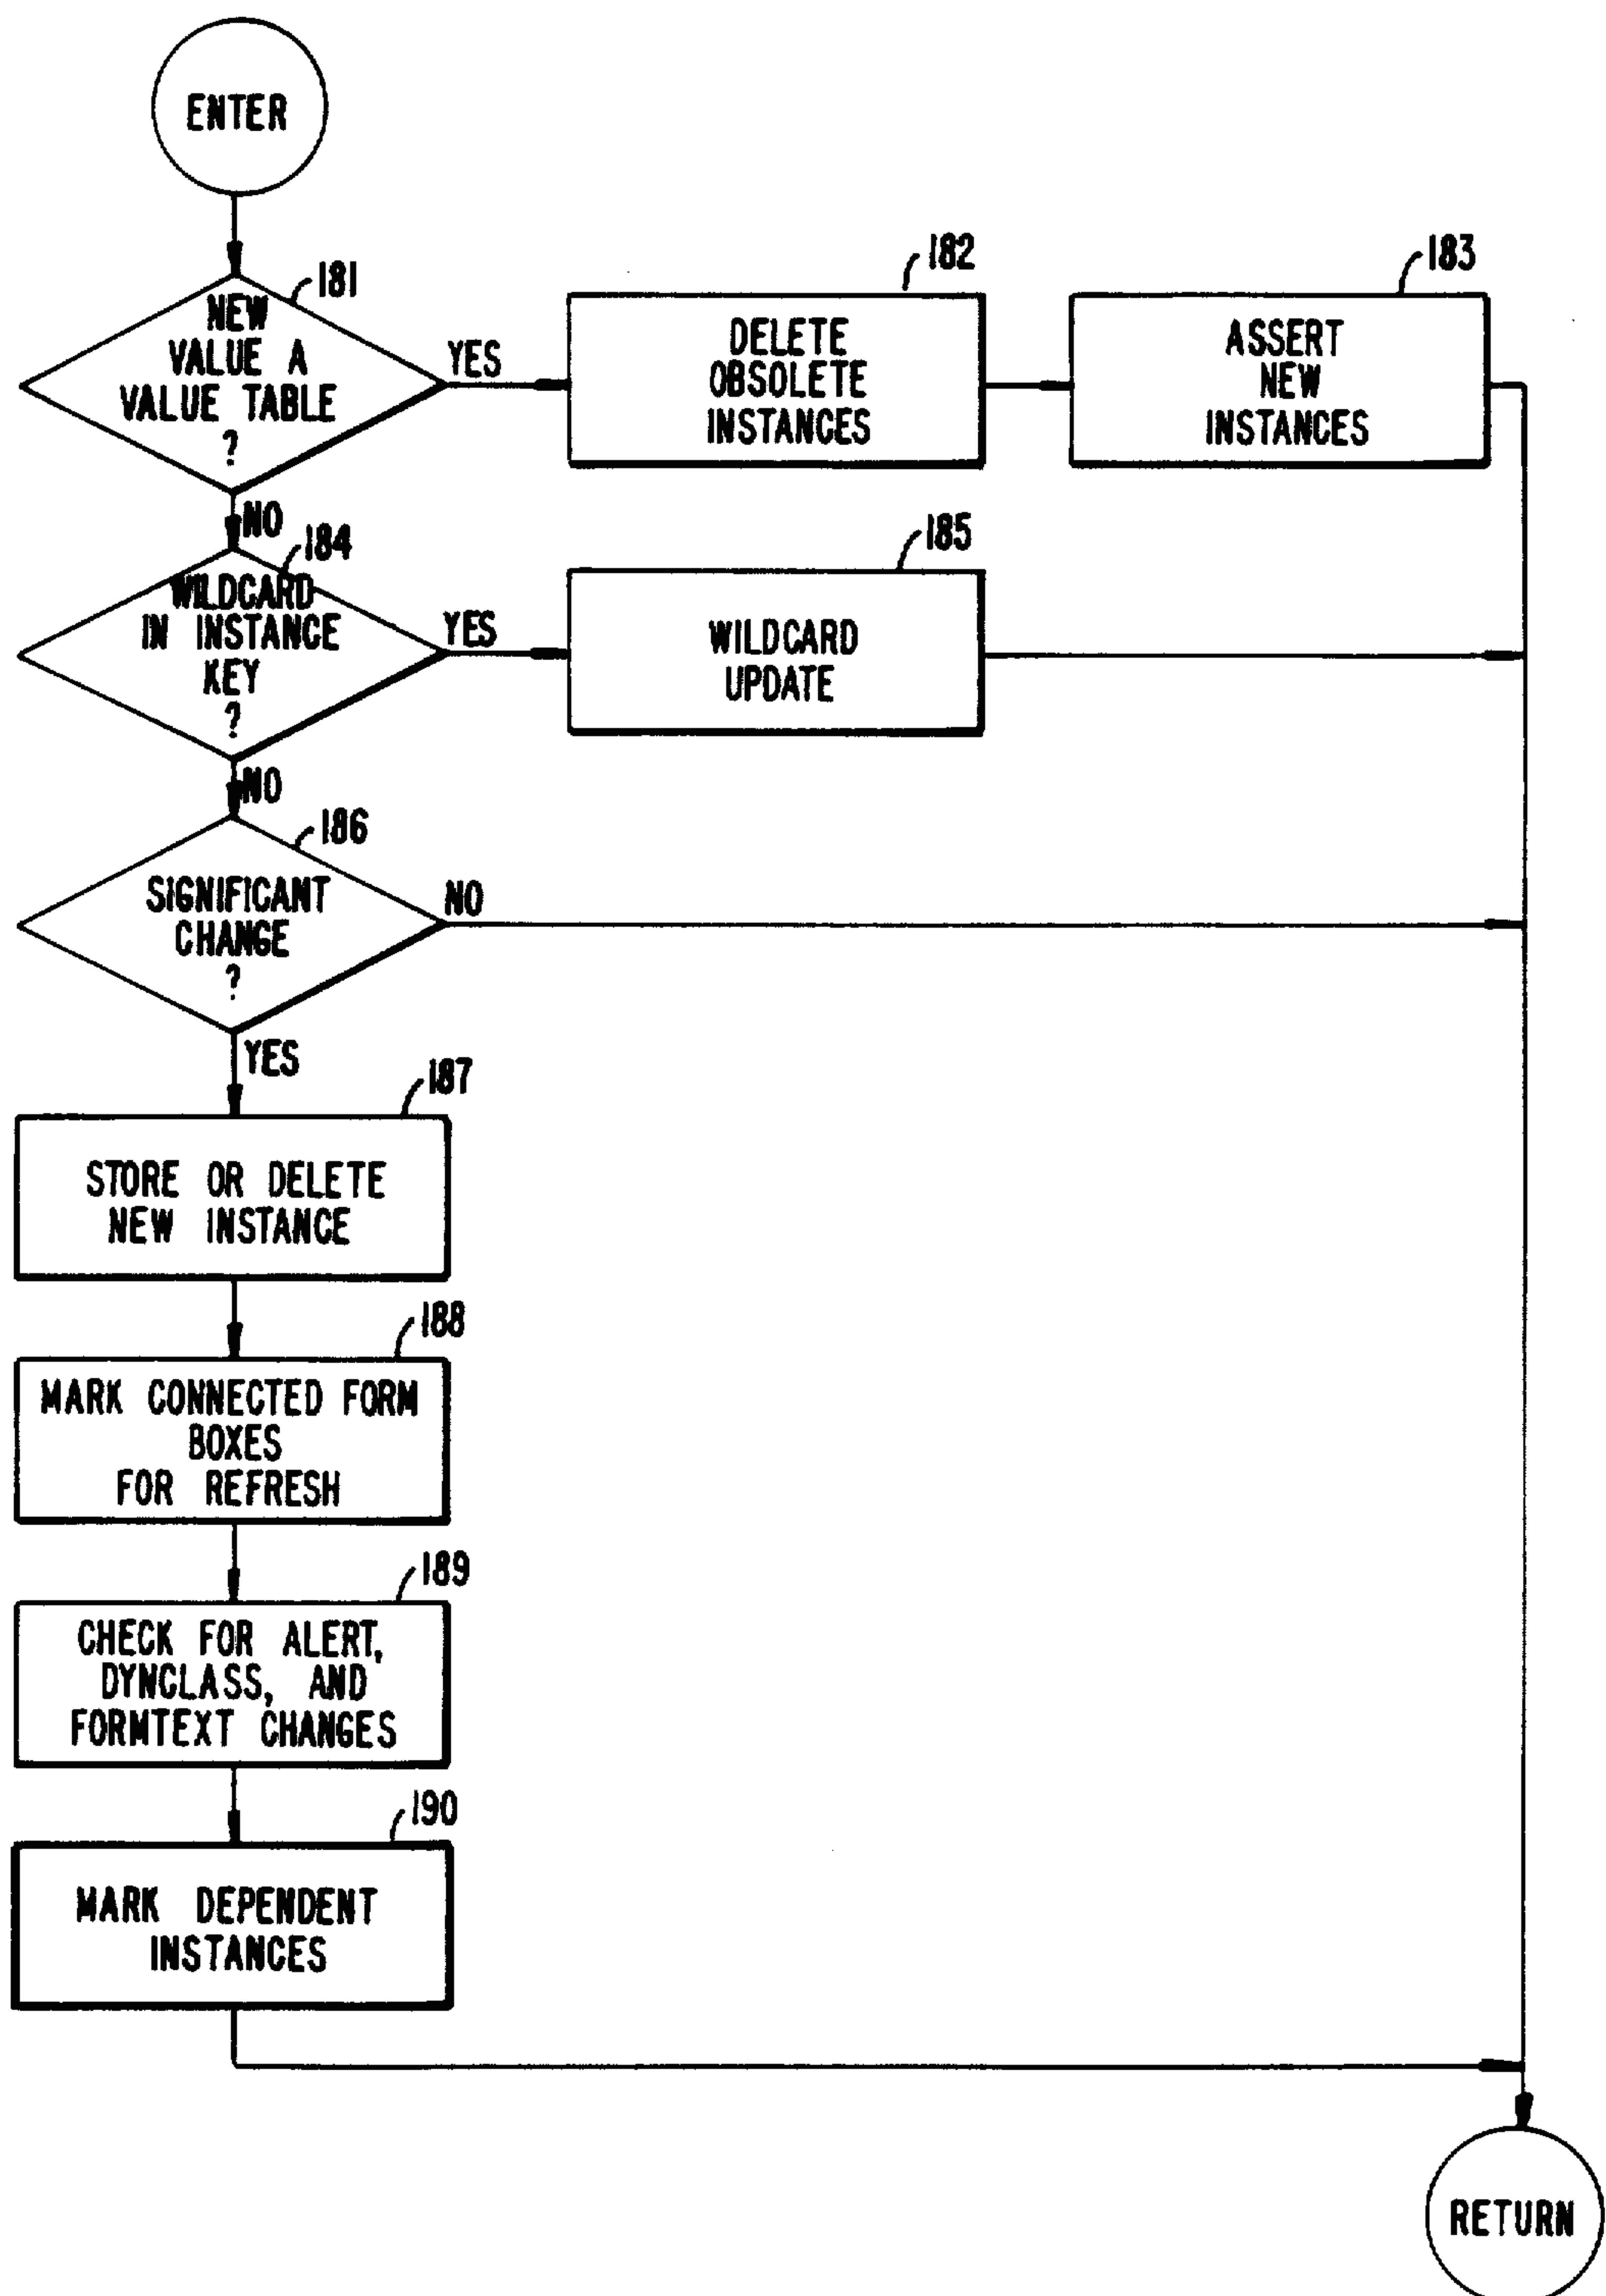 ENTER
181
NEW
VALUE A
VALUE TABLE
?
YES
182
DELETE
OBSOLETE
INSTANCES
183
ASSERT
NEW
INSTANCES
NO
184
WILDCARD
IN INSTANCE
KEY
?
YES
185
WILDCARD
UPDATE
NO
186
SIGNIFICANT
CHANGE
?
NO
YES
187
STORE OR DELETE
NEW INSTANCE
188
MARK CONNECTED FORM
BOXES
FOR REFRESH
189
CHECK FOR ALERT,
DYNCLASS, AND
FORMTEXT CHANGES
190
MARK DEPENDENT
INSTANCES
RETURN